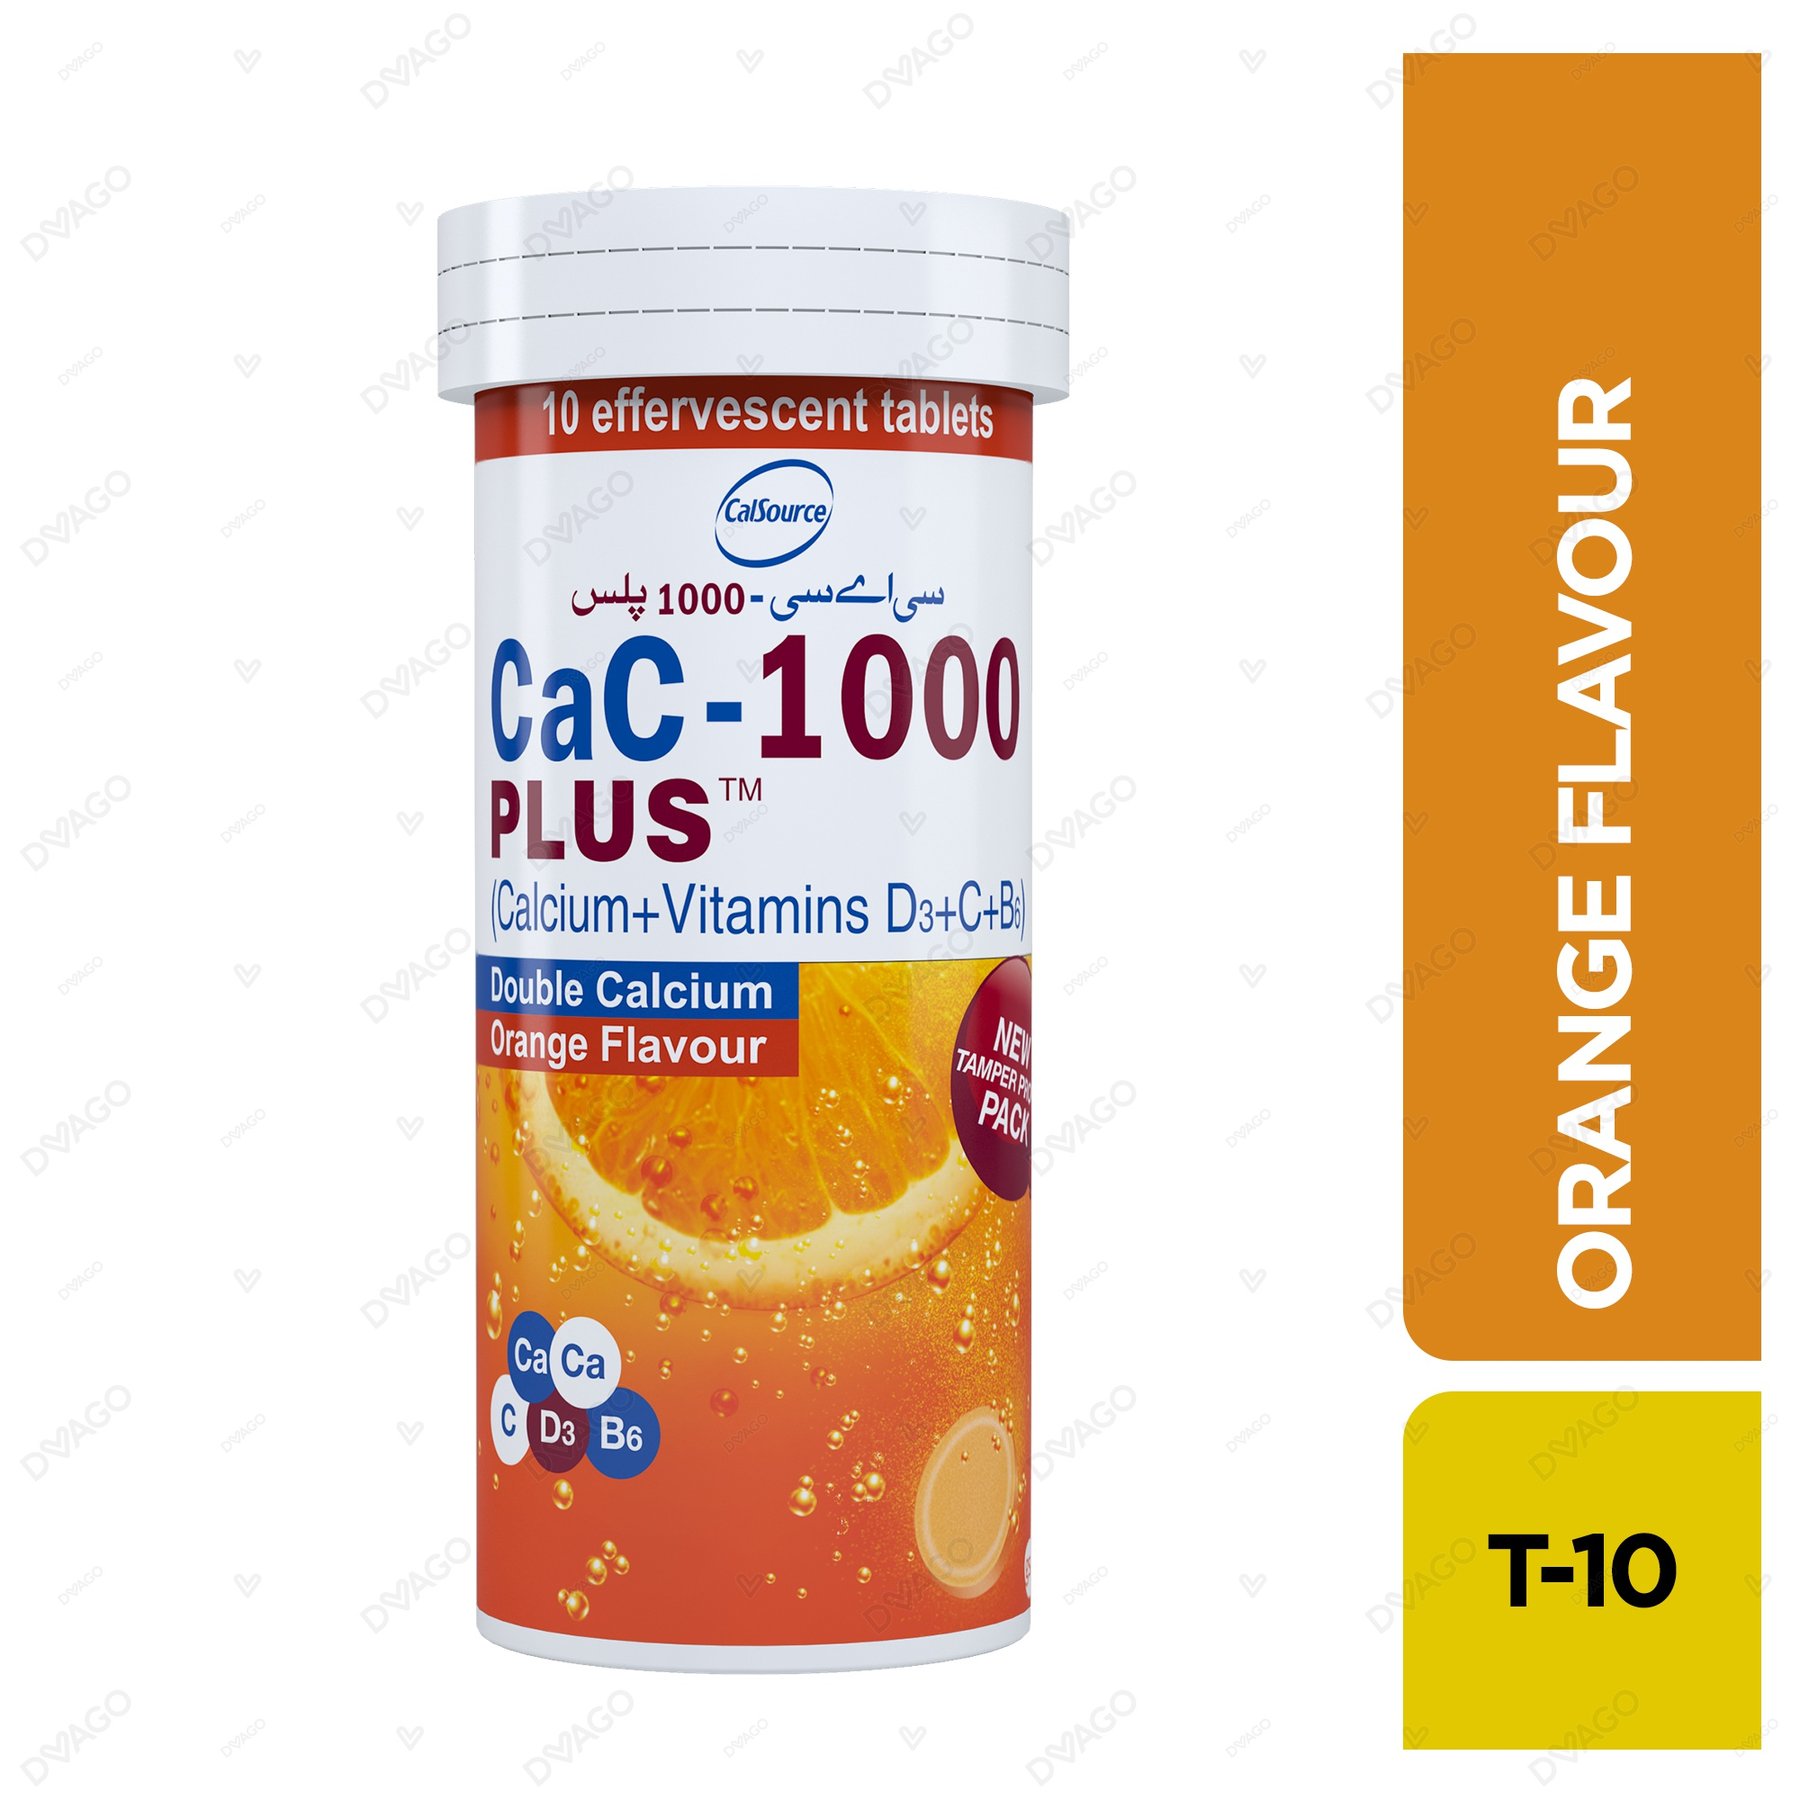 10 effervescent tablets
CalSource
سی اے سی - 1000 پلس
CaC-1000
PLUS™
(Calcium+Vitamins D3+C+B6)
Double Calcium
Orange Flavour
NEW
TAMPER
PACK
Ca Ca
C D3 B6
ORANGE FLAVOUR
T-10
DVAGO